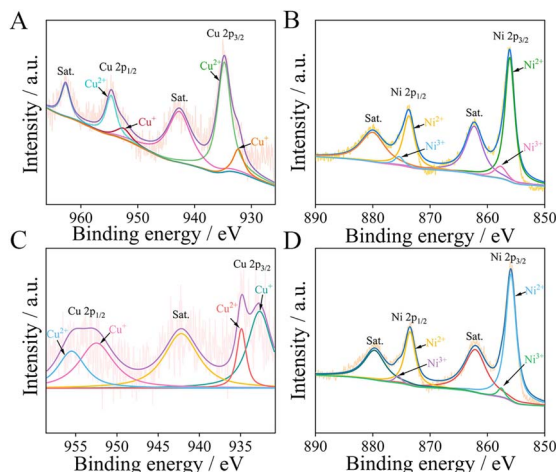 A
Cu 2p3/2
Cu 2p1/2
Cu2+
Sat.
Cu2+
Sat.
Cu+
Cu+
Intensity / a.u.
960 950 940 930
Binding energy / eV
B
Ni 2p3/2
Ni2+
Ni 2p1/2
Sat.
Sat.
Ni2+
Ni3+
Ni3+
Intensity / a.u.
890 880 870 860 850
Binding energy / eV
C
Cu 2p3/2
Cu+
Cu2+
Cu 2p1/2
Sat.
Cu2+
Cu+
Intensity / a.u.
955 950 945 940 935
Binding energy / eV
D
Ni 2p3/2
Ni2+
Ni 2p1/2
Sat.
Sat.
Ni2+
Ni3+
Ni3+
Intensity / a.u.
890 880 870 860 850
Binding energy / eV